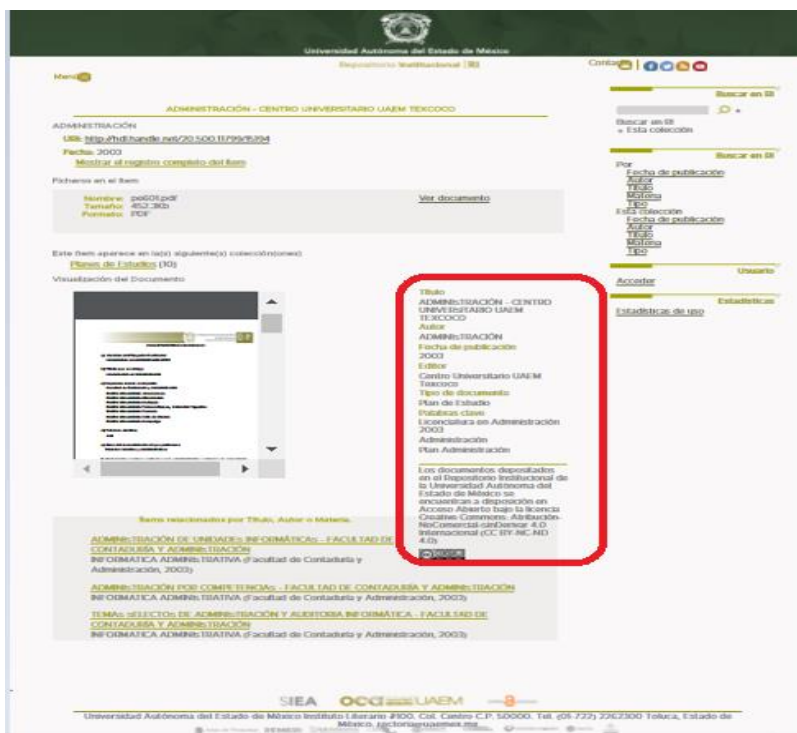 Universidad Autónoma del Estado de México
Repositorio Institucional
Menú
ADMINISTRACIÓN - CENTRO UNIVERSITARIO UAEM TEXCOCO
ADMINISTRACIÓN
URI: http://hdl.handle.net/20.500.11799/15394
Fecha: 2003
Mostrar el registro completo del ítem
Ficheros en el ítem
Nombre: pe601.pdf
Tamaño: 452.3Kb
Formato: PDF
Ver documento
Este ítem aparece en la(s) siguiente(s) colección(ones)
Planes de Estudios (10)
Visualización del Documento
Título
ADMINISTRACIÓN - CENTRO
UNIVERSITARIO UAEM
TEXCOCO
Autor
ADMINISTRACIÓN
Fecha de publicación
2003
Editor
Centro Universitario UAEM
Texcoco
Tipo de documento
Plan de Estudio
Palabras clave
Licenciatura en Administración
2003
Administración
Plan Administración
Los documentos depositados
en el Repositorio Institucional de
la Universidad Autónoma del
Estado de México se
encuentran a disposición en
Acceso Abierto bajo la licencia
Creative Commons: Atribución-
NoComercial-sinDerivar 4.0
Internacional (CC BY-NC-ND
4.0)
Ítems relacionados por Título, Autor o Materia.
ADMINISTRACIÓN DE UNIDADES INFORMÁTICAS - FACULTAD DE
CONTADURÍA Y ADMINISTRACIÓN
INFORMATICA ADMINISTRATIVA (Facultad de Contaduría y
Administración, 2003)
ADMINISTRACIÓN POR COMPETENCIAS - FACULTAD DE CONTADURÍA Y ADMINISTRACIÓN
INFORMATICA ADMINISTRATIVA (Facultad de Contaduría y Administración, 2003)
TEMAS SELECTOS DE ADMINISTRACIÓN Y AUDITORIA INFORMÁTICA - FACULTAD DE
CONTADURÍA Y ADMINISTRACIÓN
INFORMATICA ADMINISTRATIVA (Facultad de Contaduría y Administración, 2003)
Buscar en RI
Buscar en RI
Esta colección
Buscar en RI
Por
Fecha de publicación
Autor
Título
Materia
Tipo
Esta colección
Fecha de publicación
Autor
Título
Materia
Tipo
Usuario
Acceder
Estadísticas
Estadísticas de uso
SIEA UAEM
Universidad Autónoma del Estado de México Instituto Literario #100. Col. Centro C.P. 50000. Tel. (01-722) 2262300 Toluca, Estado de
México. rectoria@uaemex.mx